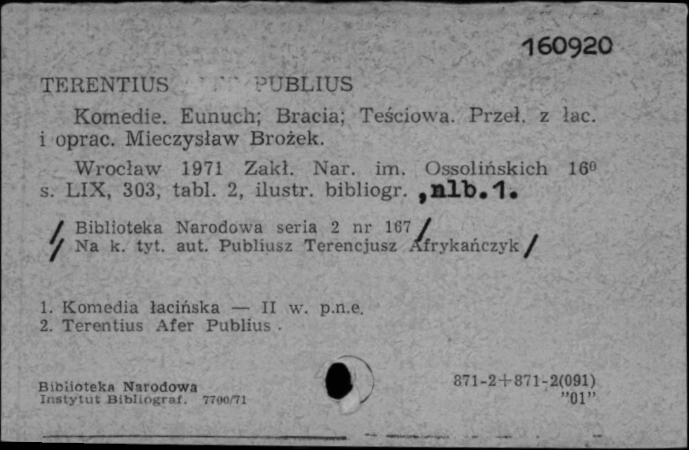 160920
TERENTIUS PUBLIUS
Komedie. Eunuch; Bracia; Teściowa. Przeł. z łac.
i oprac. Mieczysław Brożek.
Wrocław 1971 Zakł. Nar. im. Ossolińskich 16⁰
s. LIX, 303, tabl. 2, ilustr. bibliogr. , nlb. 1.
/ Biblioteka Narodowa seria 2 nr 167 /
/ Na k. tyt. aut. Publiusz Terencjusz Afrykańczyk /
1. Komedia łacińska — II w. p.n.e.
2. Terentius Afer Publius .
Biblioteka Narodowa 871-2+871-2(091)
Instytut Bibliograf. 7700/71 "01"